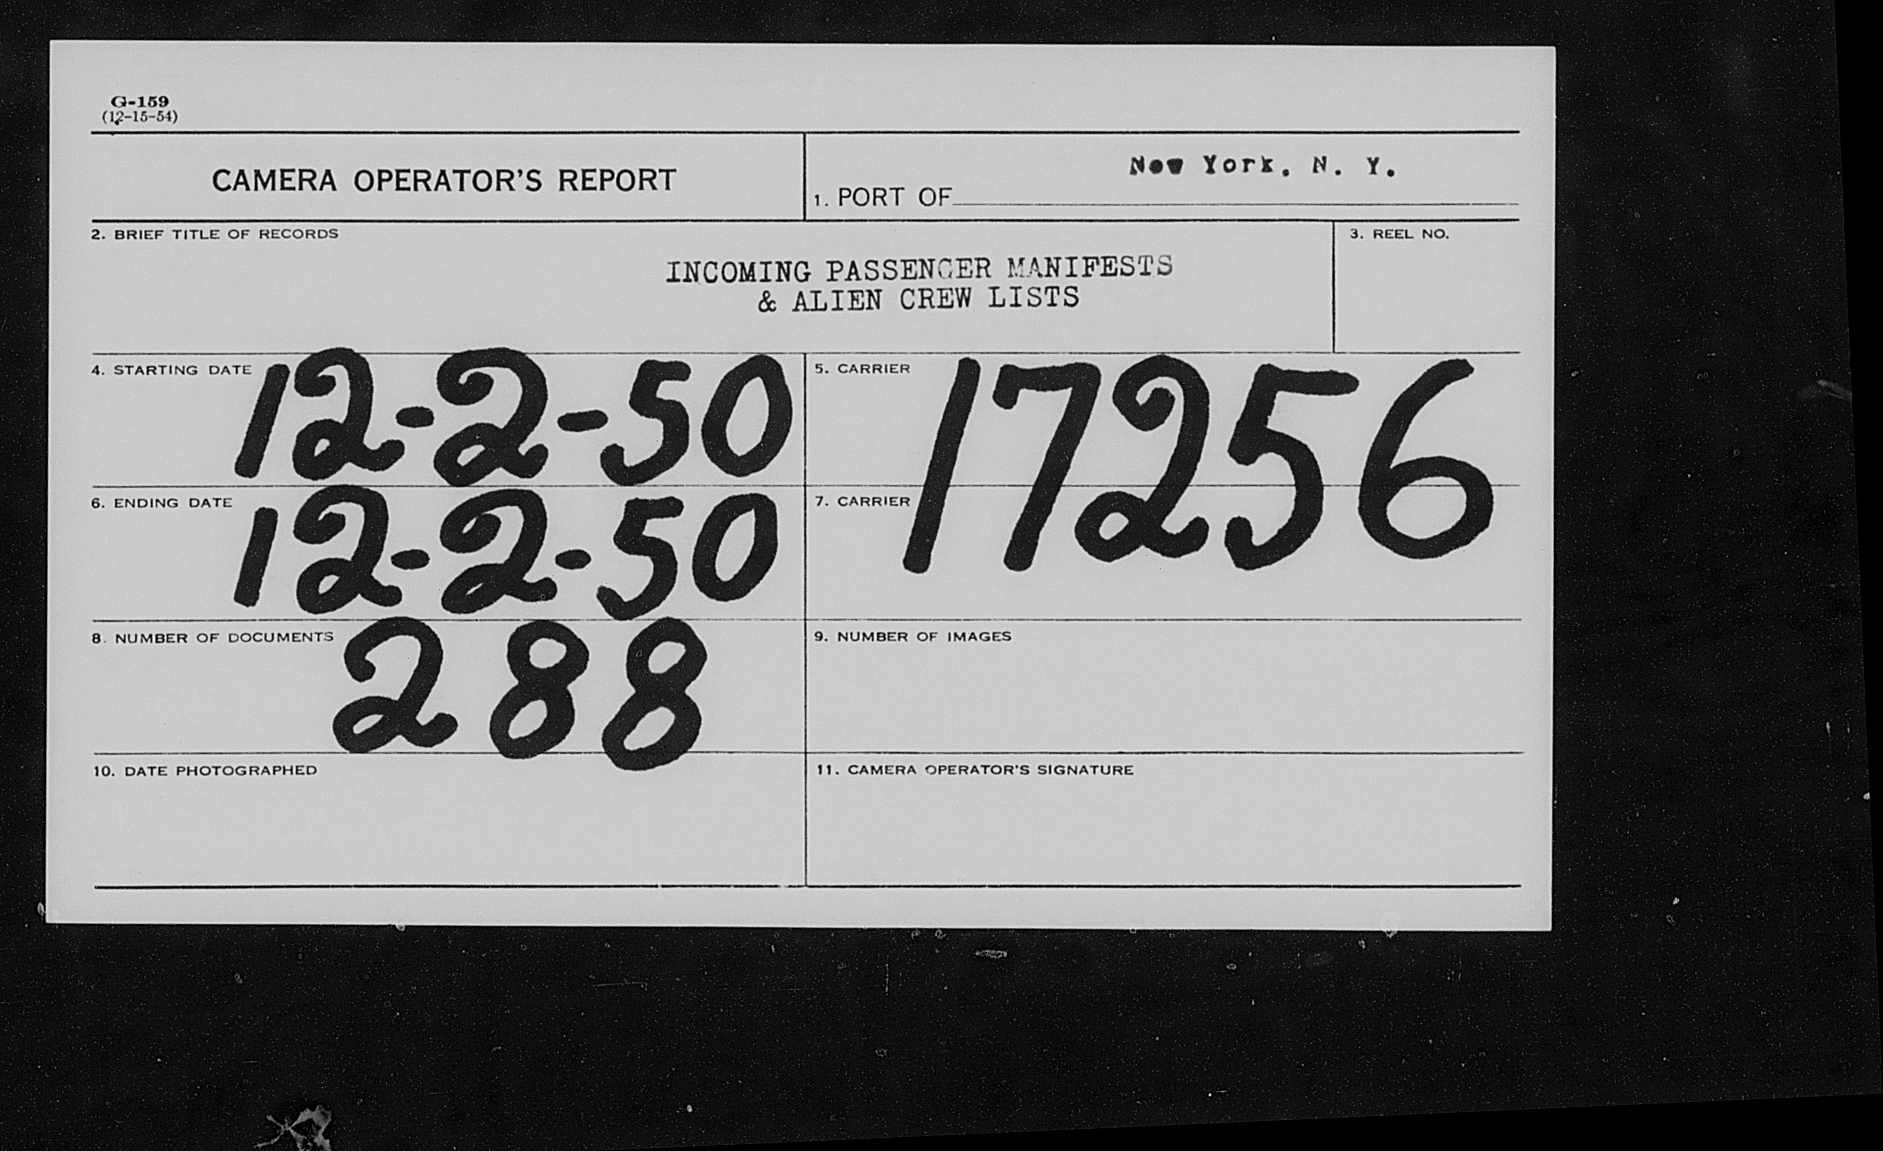 G-159
(12-15-54)
CAMERA OPERATOR'S REPORT
1. PORT OF New York, N. Y.
2. BRIEF TITLE OF RECORDS
INCOMING PASSENGER MANIFESTS
& ALIEN CREW LISTS
3. REEL NO.
4. STARTING DATE 12-2-50
5. CARRIER 17256
6. ENDING DATE 12-2-50
7. CARRIER
8. NUMBER OF DOCUMENTS 288
9. NUMBER OF IMAGES
10. DATE PHOTOGRAPHED
11. CAMERA OPERATOR'S SIGNATURE